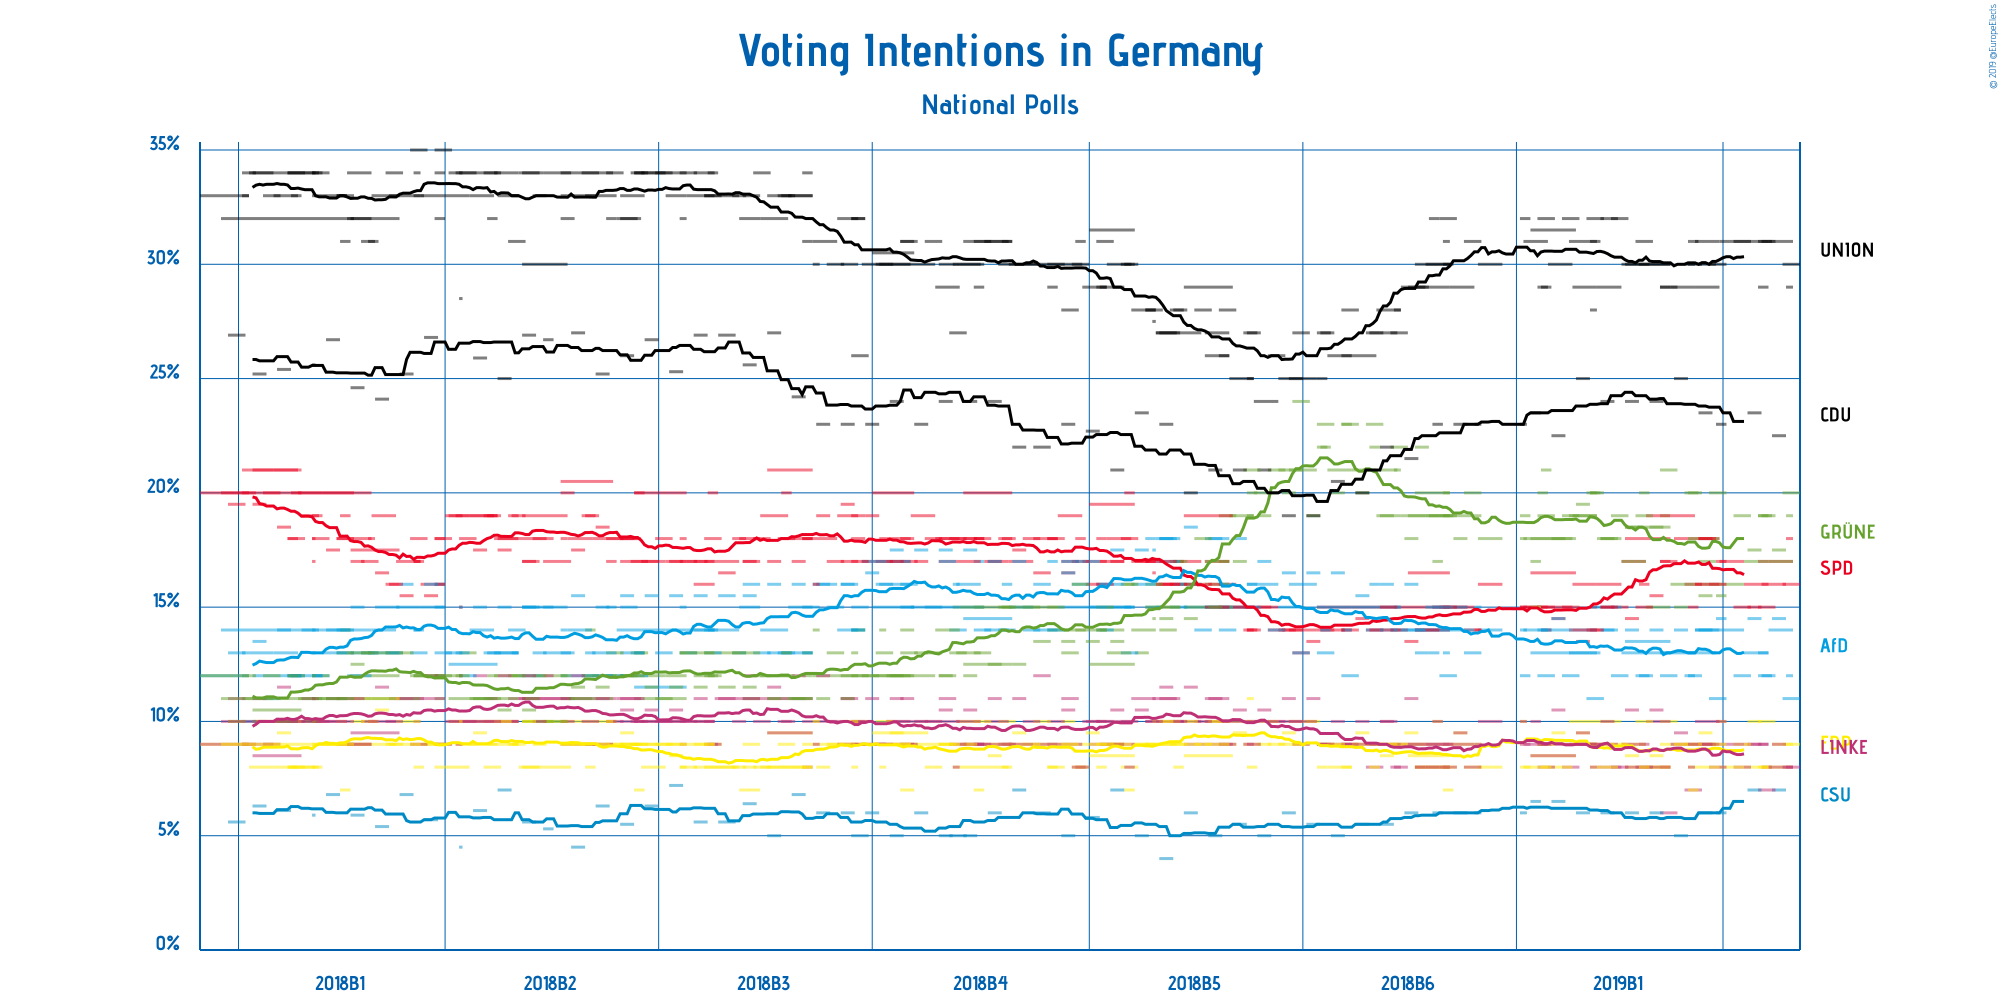 © 2019 @EuropeElects
Voting Intentions in Germany
National Polls
35%
30%
25%
20%
15%
10%
5%
0%
UNION
CDU
GRÜNE
SPD
AfD
FDP
LINKE
CSU
2018B1
2018B2
2018B3
2018B4
2018B5
2018B6
2019B1